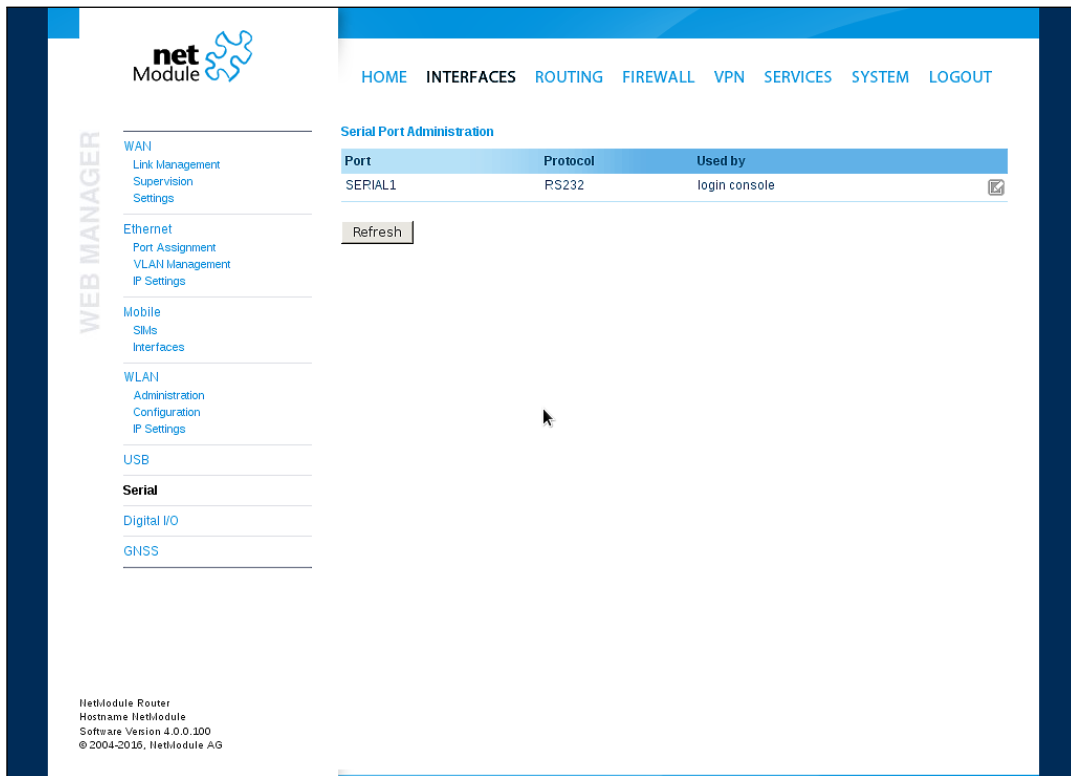 net
Module
HOME INTERFACES ROUTING FIREWALL VPN SERVICES SYSTEM LOGOUT
WEB MANAGER
WAN
Link Management
Supervision
Settings
Ethernet
Port Assignment
VLAN Management
IP Settings
Mobile
SIMs
Interfaces
WLAN
Administration
Configuration
IP Settings
USB
Serial
Digital I/O
GNSS
Serial Port Administration
Port Protocol Used by
SERIAL1 RS232 login console
Refresh
NetModule Router
Hostname NetModule
Software Version 4.0.0.100
© 2004-2016, NetModule AG